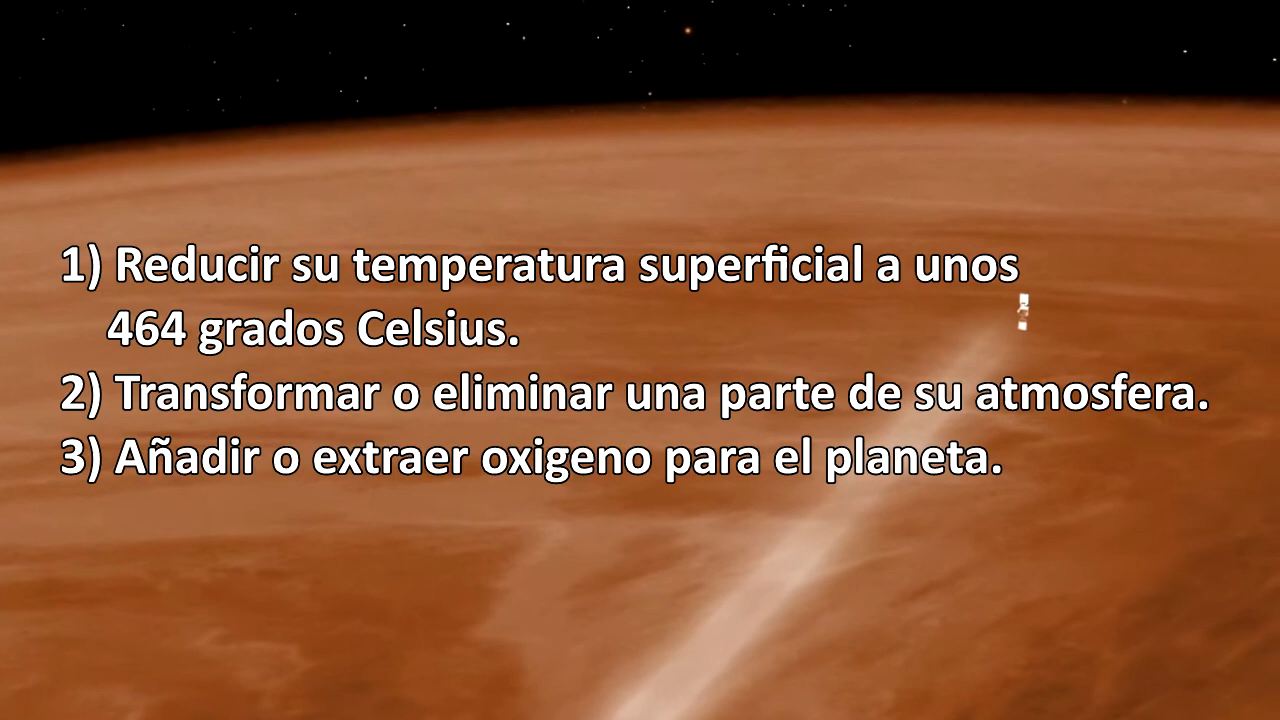 1) Reducir su temperatura superficial a unos
464 grados Celsius.
2) Transformar o eliminar una parte de su atmosfera.
3) Añadir o extraer oxigeno para el planeta.